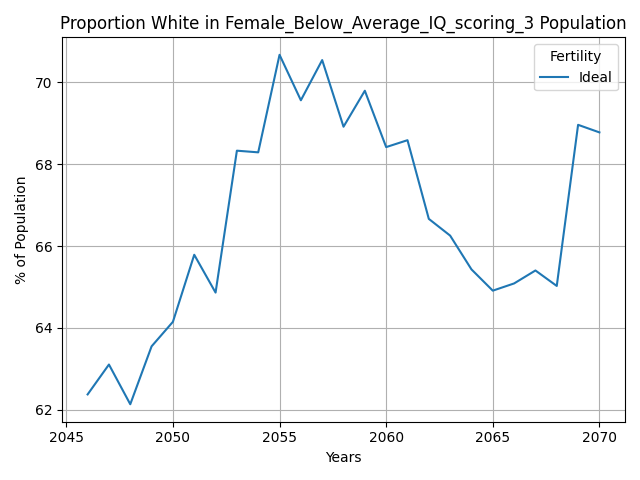 Proportion White in Female_Below_Average_IQ_scoring_3 Population
Fertility
Ideal
% of Population
70
68
66
64
62
2045 2050 2055 2060 2065 2070
Years